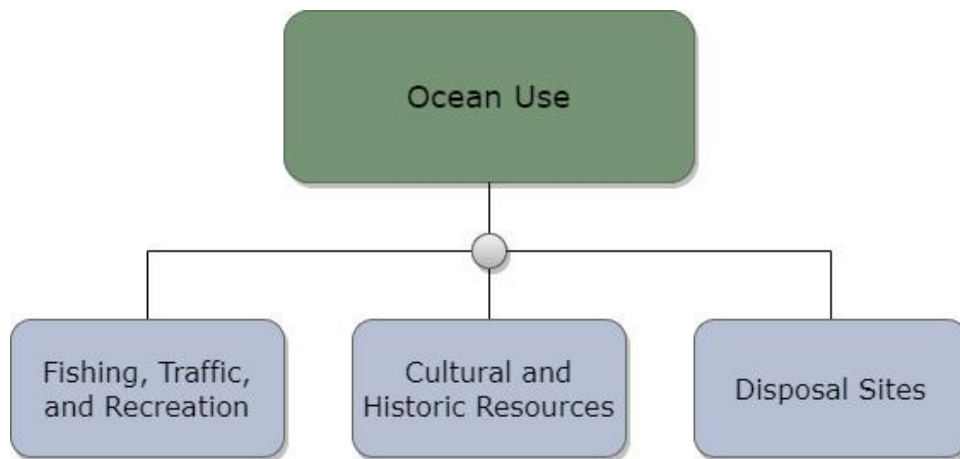 Ocean Use
Fishing, Traffic,
and Recreation
Cultural and
Historic Resources
Disposal Sites